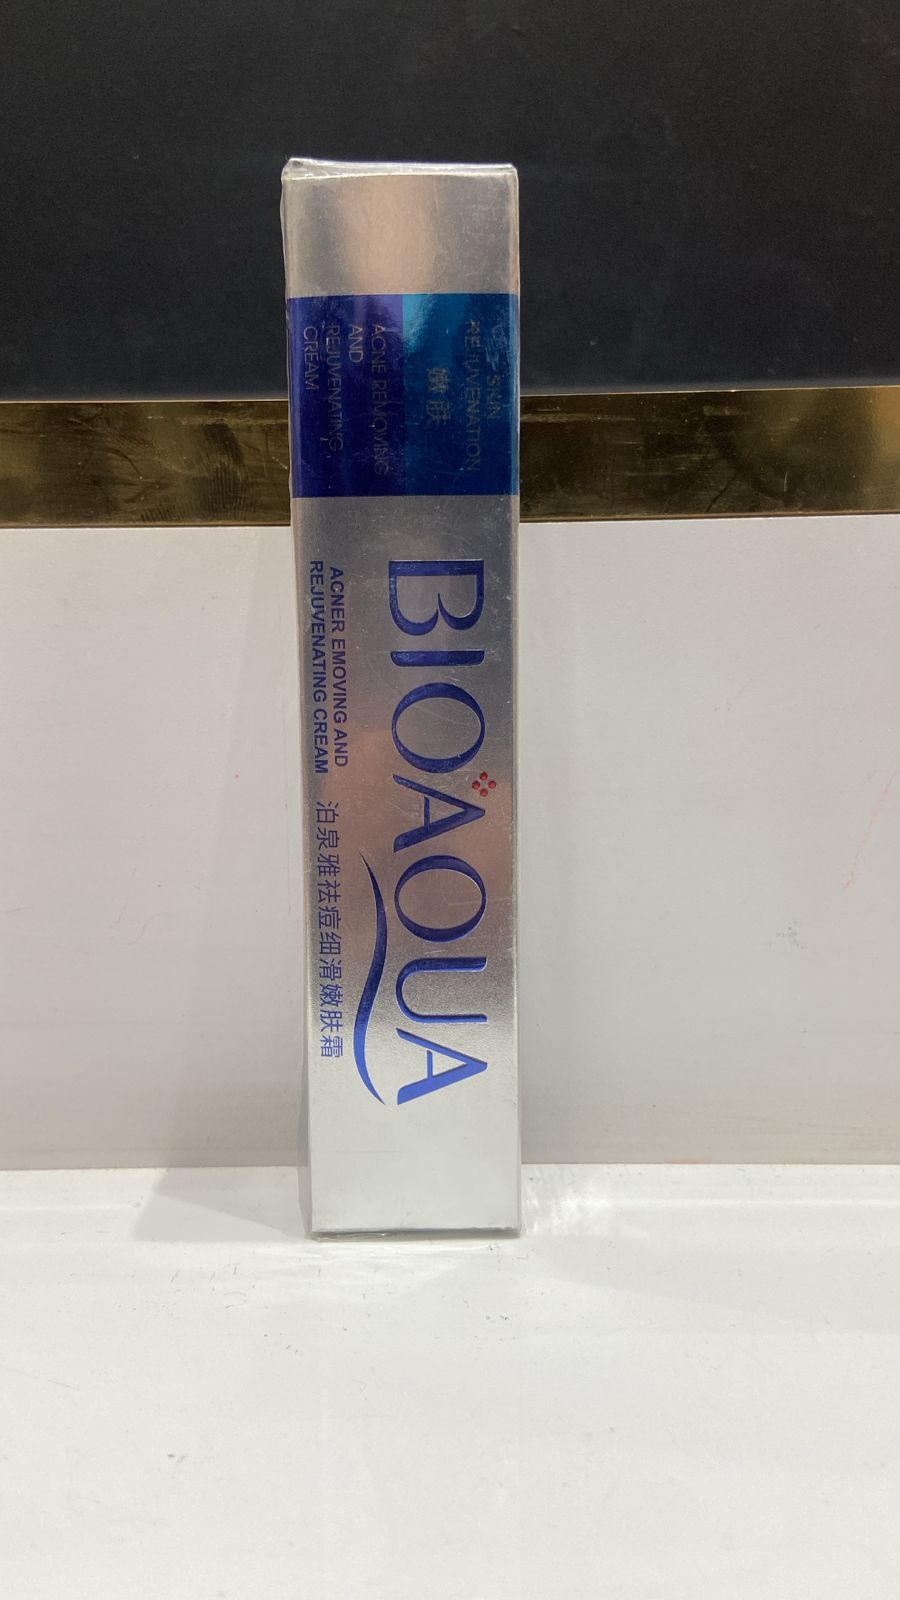 SKIN
REJUVENATION
嫩肤
ACNE REMOVING
AND
REJUVENATING
CREAM
BIOAQUA
ACNER EMOVING AND
REJUVENATING CREAM
泊泉雅祛痘细滑嫩肤霜